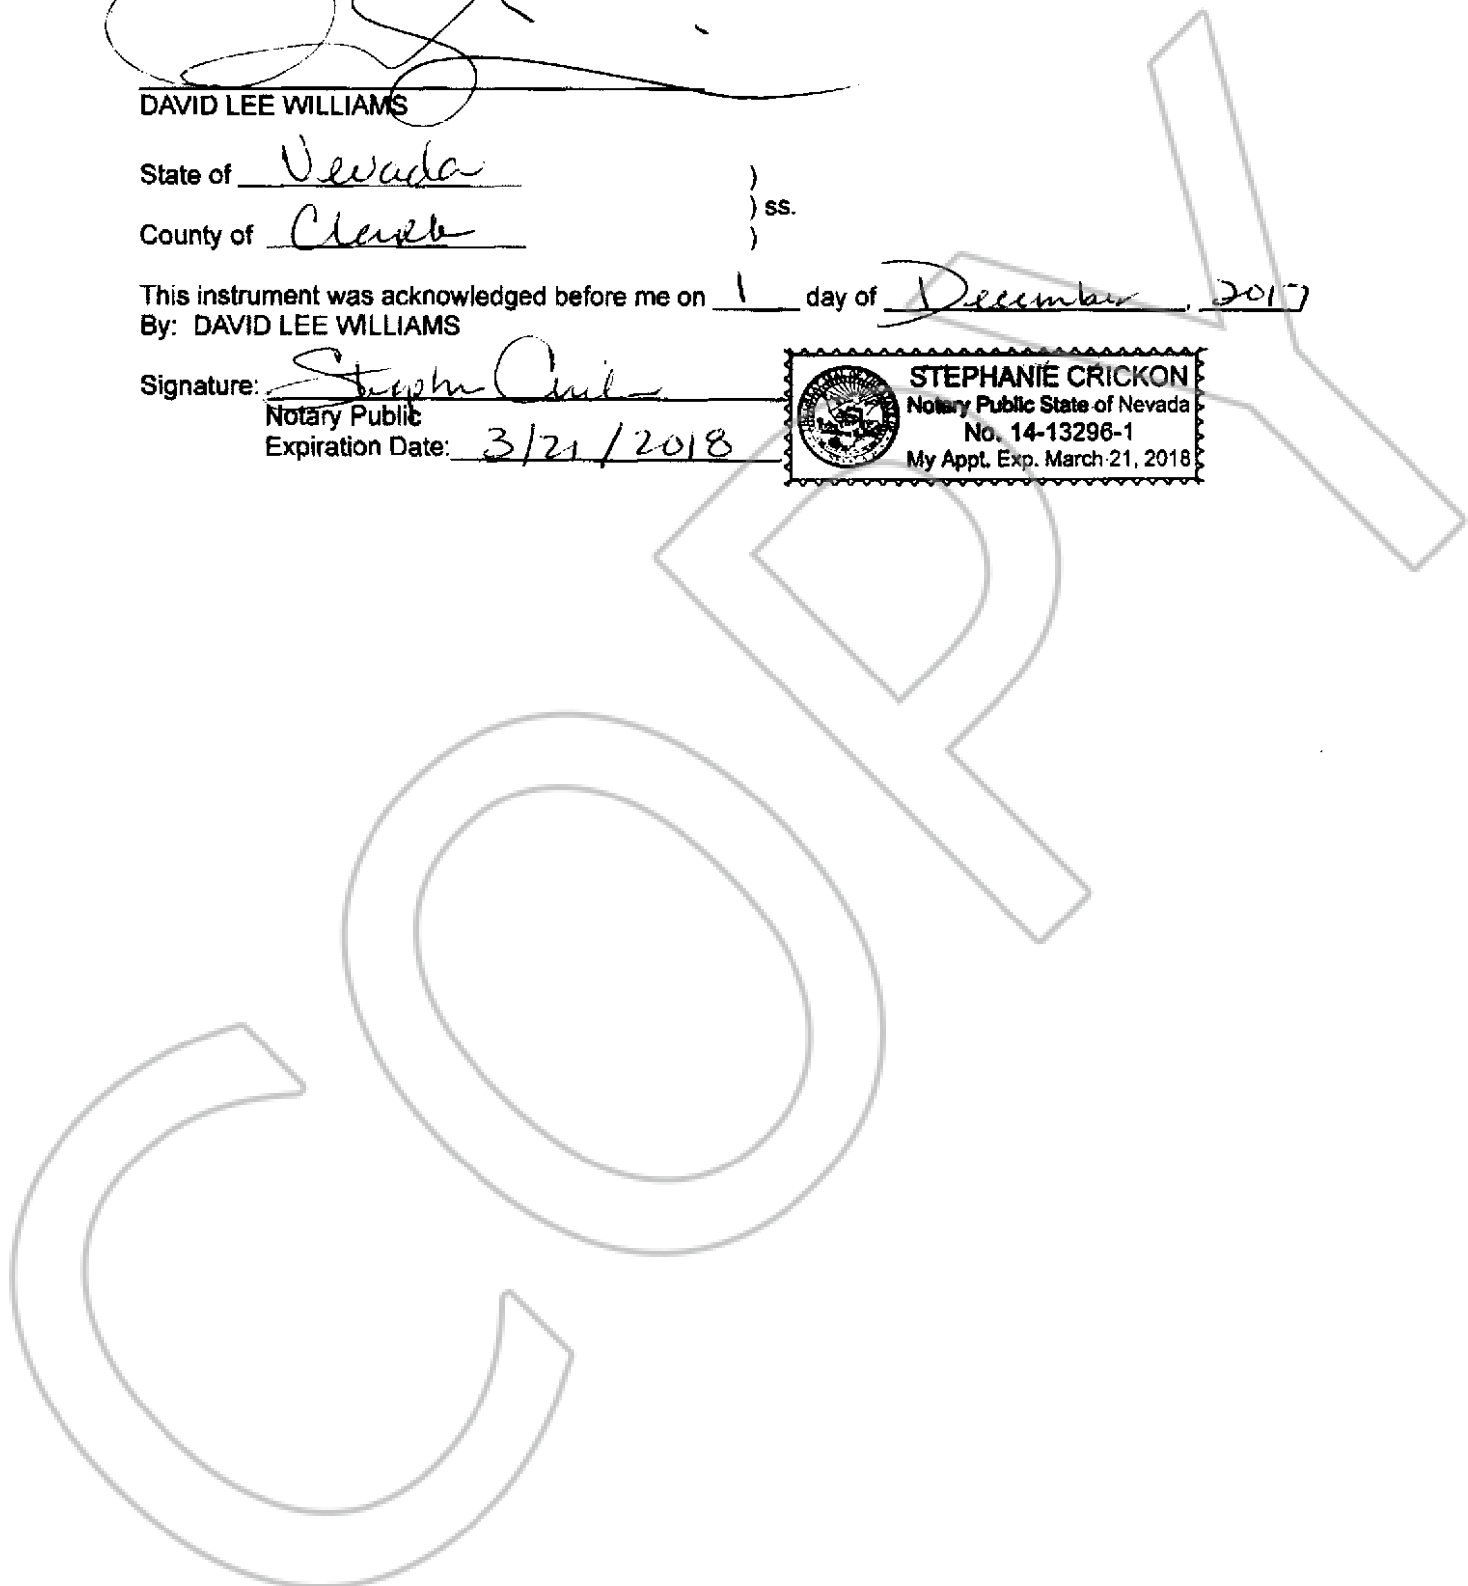 DAVID LEE WILLIAMS
State of Nevada )
) ss.
County of Clark )
This instrument was acknowledged before me on 1 day of December, 2017
By: DAVID LEE WILLIAMS
Signature:
Notary Public
Expiration Date: 3/21/2018
STEPHANIE CRICKON
Notary Public State of Nevada
No. 14-13296-1
My Appt. Exp. March 21, 2018
COPY